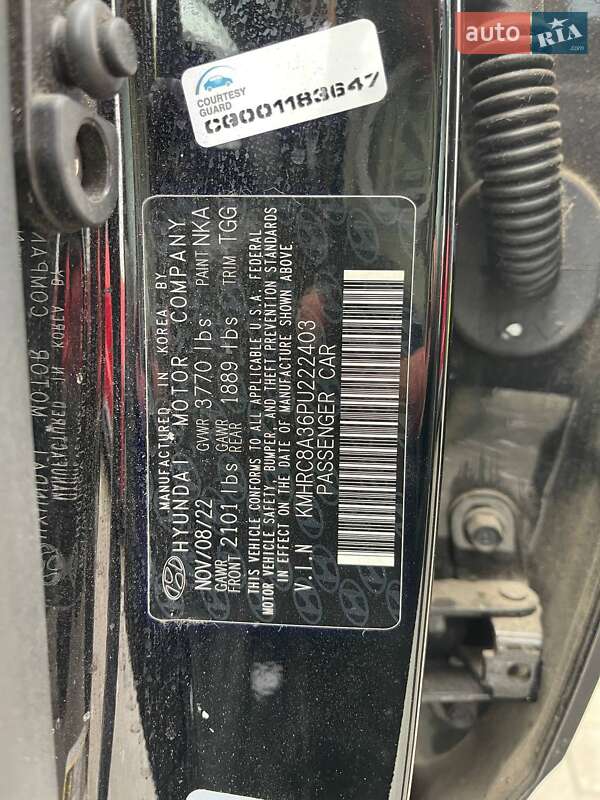 auto RIA.com
COURTESY
GUARD
CG001183647
MANUFACTURED IN KOREA BY
HYUNDAI MOTOR COMPANY
NOV/08/22 GVWR 3770 lbs PAINT NKA
GAWR FRONT 2101 lbs GAWR REAR 1889 lbs TRIM TGG
THIS VEHICLE CONFORMS TO ALL APPLICABLE U.S.A. FEDERAL
MOTOR VEHICLE SAFETY, BUMPER, AND THEFT PREVENTION STANDARDS
IN EFFECT ON THE DATE OF MANUFACTURE SHOWN ABOVE
V.I.N KMHRC8A36PU222403
PASSENGER CAR